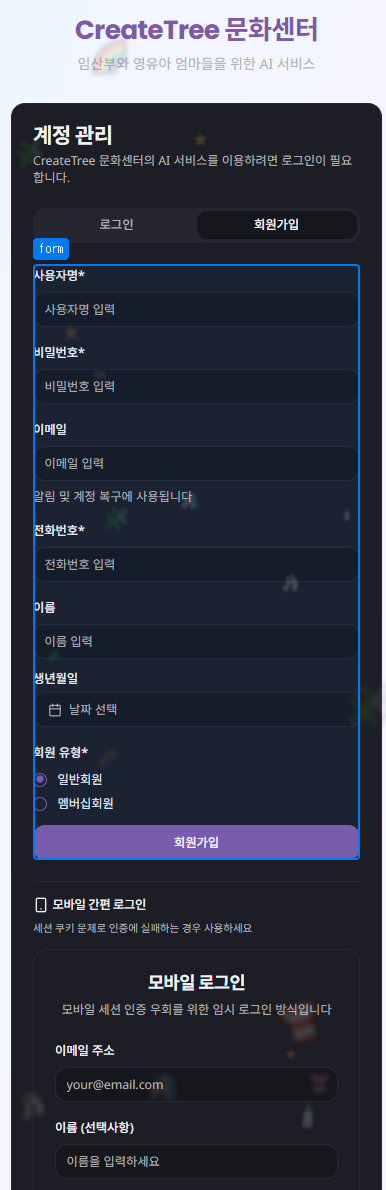 CreateTree 문화센터
임산부와 영유아 엄마들을 위한 AI 서비스
계정 관리
CreateTree 문화센터의 AI 서비스를 이용하려면 로그인이 필요
합니다.
로그인
회원가입
form
사용자명*
사용자명 입력
비밀번호*
비밀번호 입력
이메일
이메일 입력
알림 및 계정 복구에 사용됩니다
전화번호*
전화번호 입력
이름
이름 입력
생년월일
날짜 선택
회원 유형*
일반회원
멤버십회원
회원가입
모바일 간편 로그인
세션 쿠키 문제로 인증에 실패하는 경우 사용하세요
모바일 로그인
모바일 세션 인증 우회를 위한 임시 로그인 방식입니다
이메일 주소
your@email.com
이름 (선택사항)
이름을 입력하세요